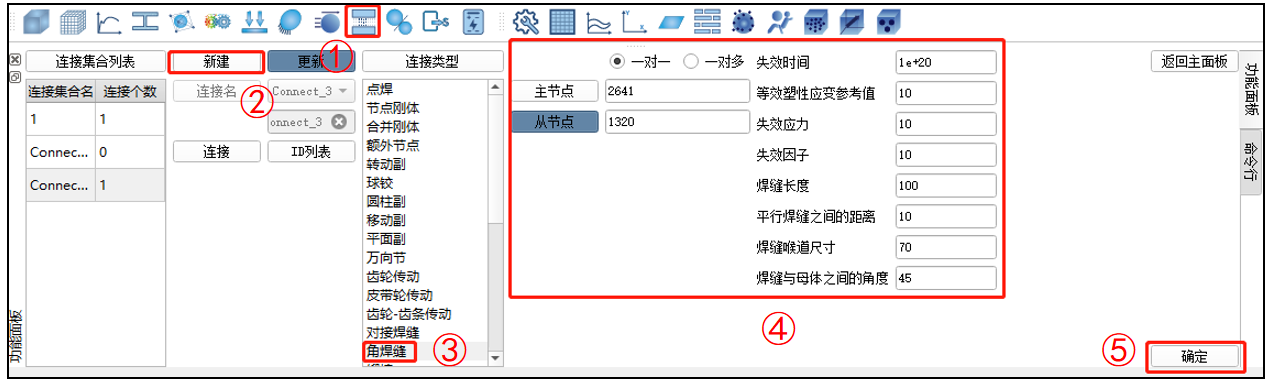 ①
连接集合列表
新建
更新
连接类型
一对一
一对多
失效时间
1e+20
返回主面板
功能面板
连接集合名
连接个数
连接名
②
Connect_3
点焊
主节点
2641
等效塑性应变参考值
10
节点刚体
onnect_3
合并刚体
从节点
1320
失效应力
10
1
1
额外节点
命令行
Connec...
0
连接
ID列表
转动副
失效因子
10
球铰
Connec...
1
圆柱副
焊缝长度
100
移动副
平行焊缝之间的距离
10
平面副
万向节
焊缝喉道尺寸
70
齿轮传动
焊缝与母体之间的角度
45
皮带轮传动
齿轮-齿条传动
功能面板
对接焊缝
④
角焊缝
③
⑤
确定